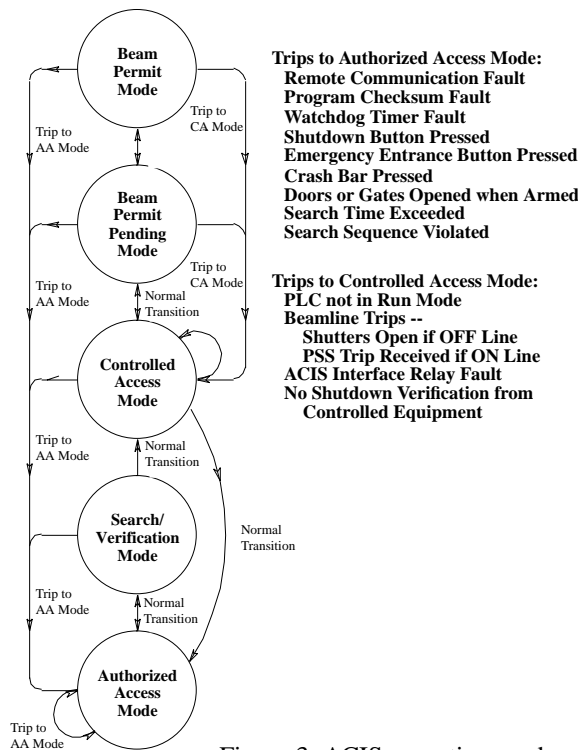 Beam
Permit
Mode
Trip to
AA Mode
Trip to
CA Mode
Beam
Permit
Pending
Mode
Trip to
AA Mode
Trip to
CA Mode
Normal
Transition
Controlled
Access
Mode
Trip to
AA Mode
Normal
Transition
Search/
Verification
Mode
Normal
Transition
Trip to
AA Mode
Normal
Transition
Authorized
Access
Mode
Trip to
AA Mode
Trips to Authorized Access Mode:
Remote Communication Fault
Program Checksum Fault
Watchdog Timer Fault
Shutdown Button Pressed
Emergency Entrance Button Pressed
Crash Bar Pressed
Doors or Gates Opened when Armed
Search Time Exceeded
Search Sequence Violated
Trips to Controlled Access Mode:
PLC not in Run Mode
Beamline Trips --
Shutters Open if OFF Line
PSS Trip Received if ON Line
ACIS Interface Relay Fault
No Shutdown Verification from
Controlled Equipment